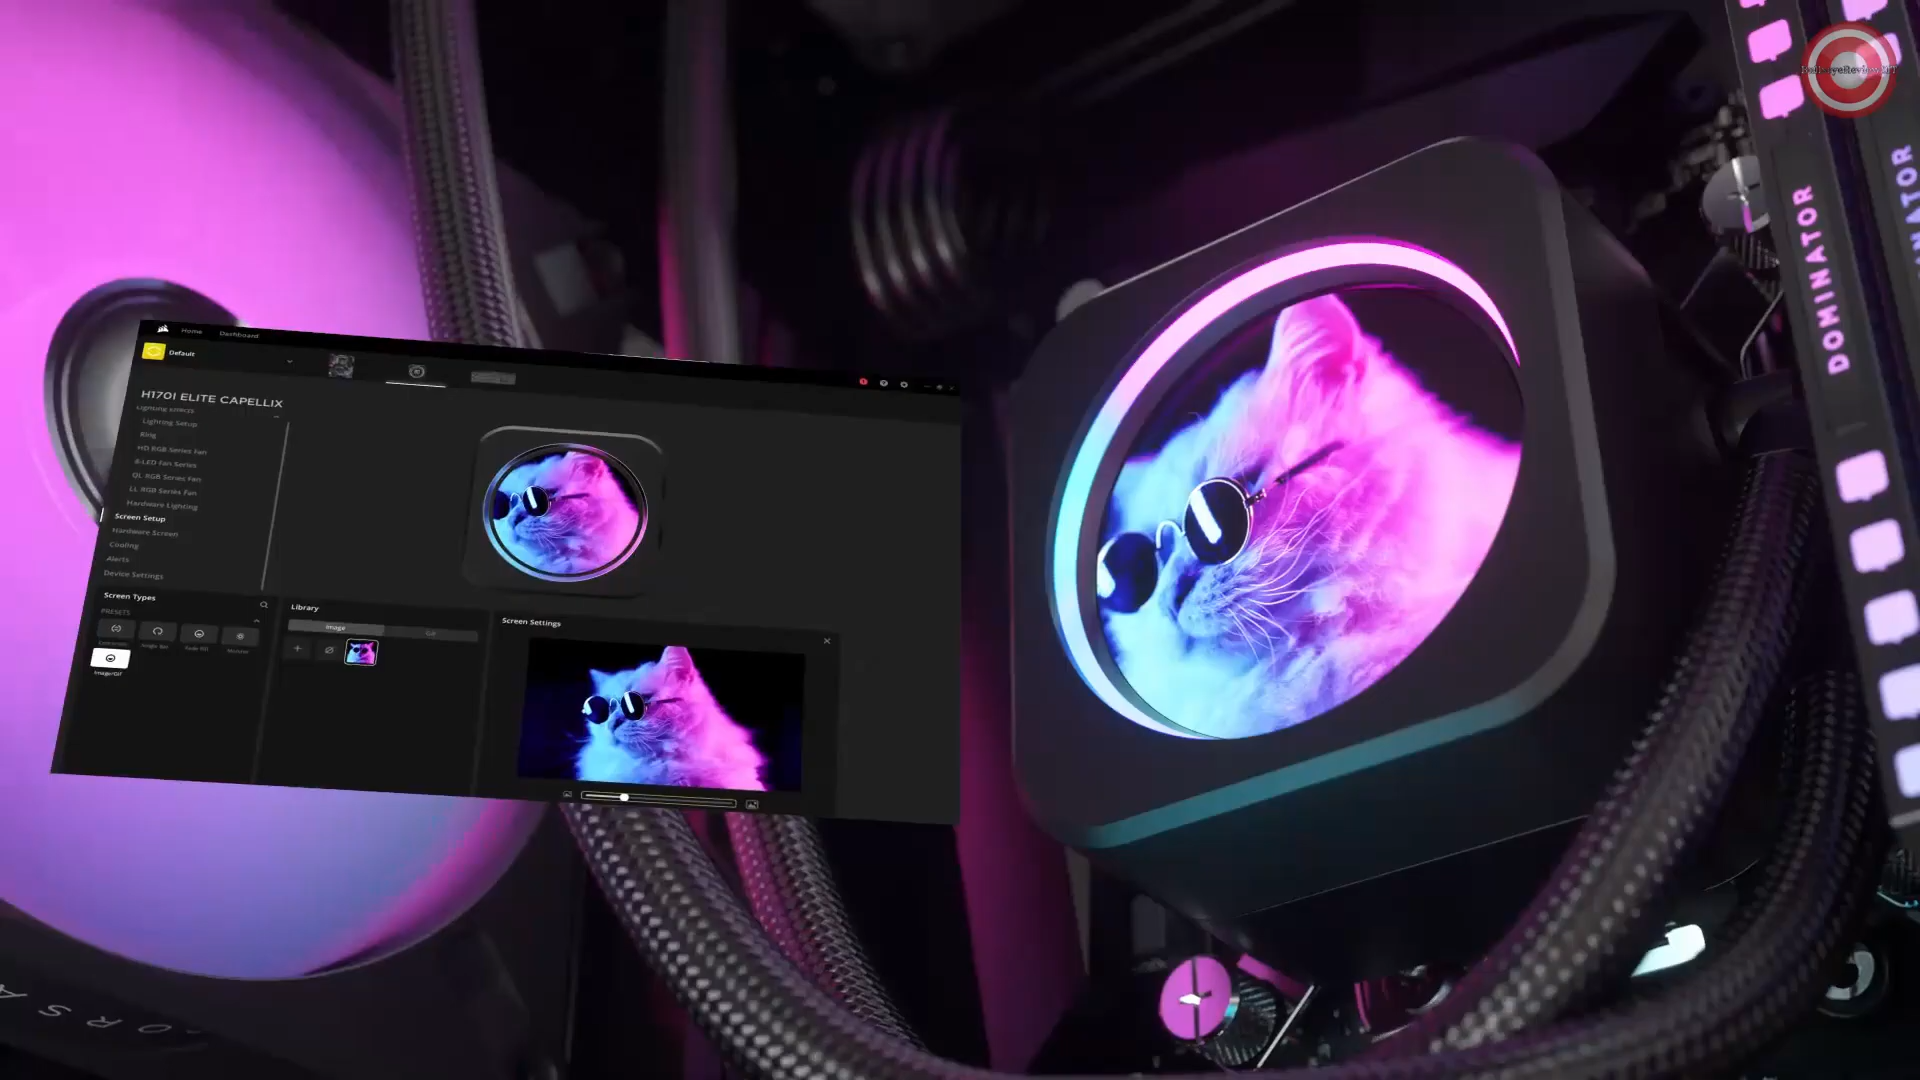 Home Dashboard
Default
H170I ELITE CAPELLIX
Lighting Effects
Lighting Setup
Ring
HD RGB Series Fan
8-LED Fan Series
QL RGB Series Fan
LL RGB Series Fan
Hardware Lighting
Screen Setup
Hardware Screen
Cooling
Alerts
Device Settings
Screen Types
PRESETS
Image/Gif
Library
Image
Gif
Screen Settings
DOMINATOR